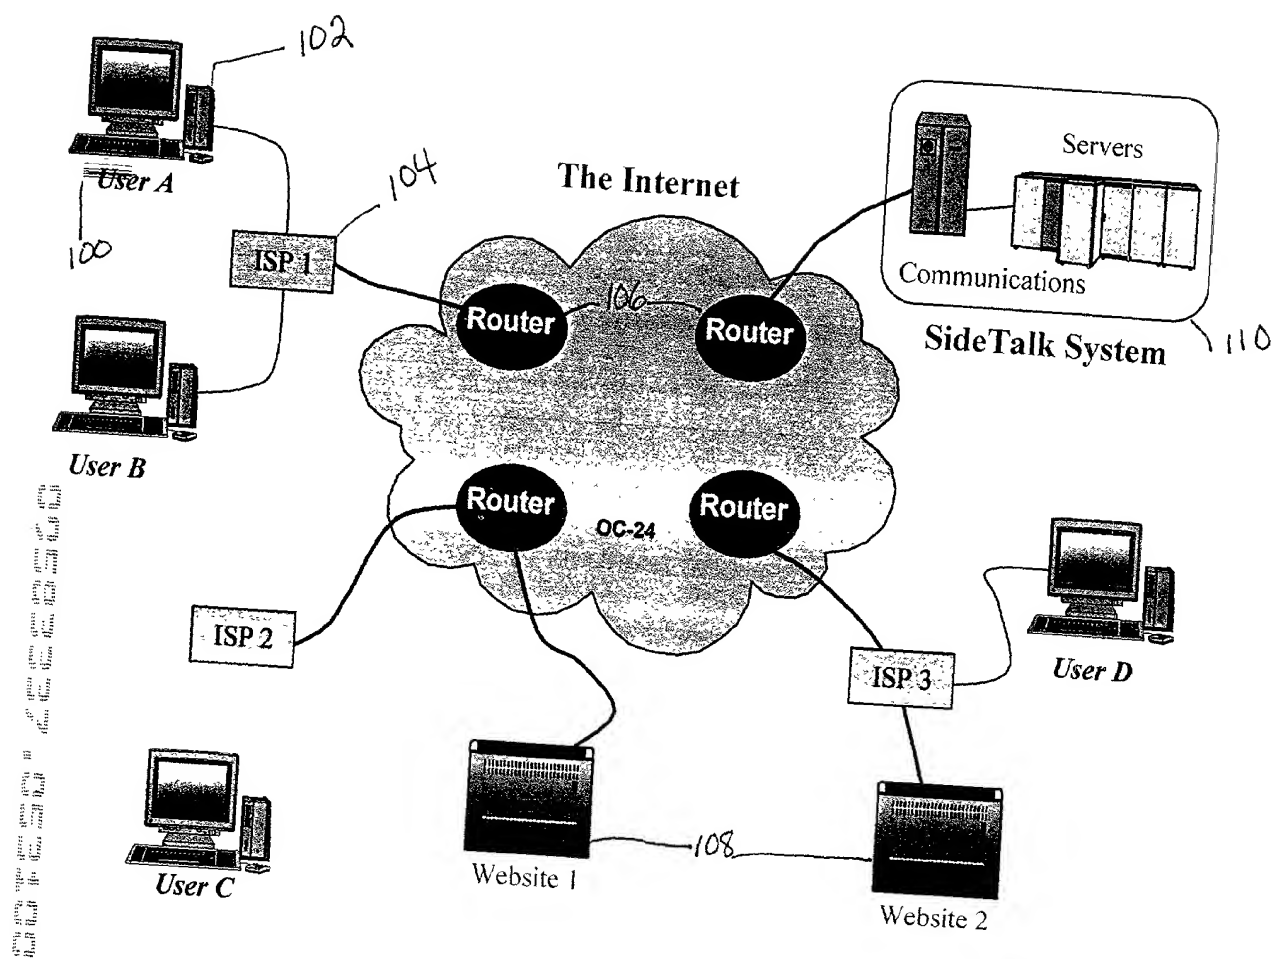 102
User A
100
104
ISP 1
The Internet
Servers
Communications
SideTalk System
110
Router
106
Router
User B
Router
OC-24
Router
ISP 2
ISP 3
User D
User C
Website 1
108
Website 2